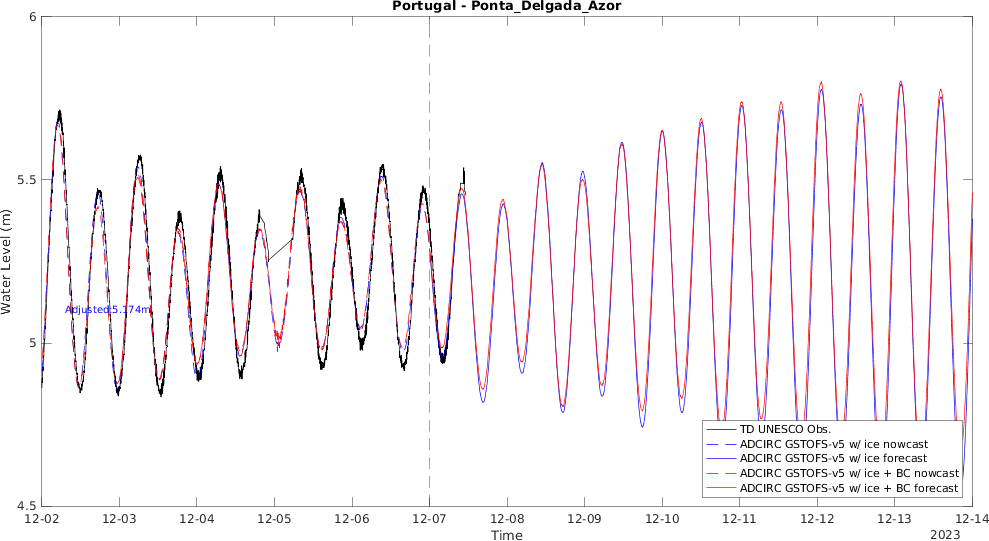 Portugal - Ponta_Delgada_Azor
6
5.5
5
4.5
Water Level (m)
Adjusted:5.174m
TD UNESCO Obs.
ADCIRC GSTOFS-v5 w/ ice nowcast
ADCIRC GSTOFS-v5 w/ ice forecast
ADCIRC GSTOFS-v5 w/ ice + BC nowcast
ADCIRC GSTOFS-v5 w/ ice + BC forecast
12-02 12-03 12-04 12-05 12-06 12-07 12-08 12-09 12-10 12-11 12-12 12-13 12-14
Time
2023